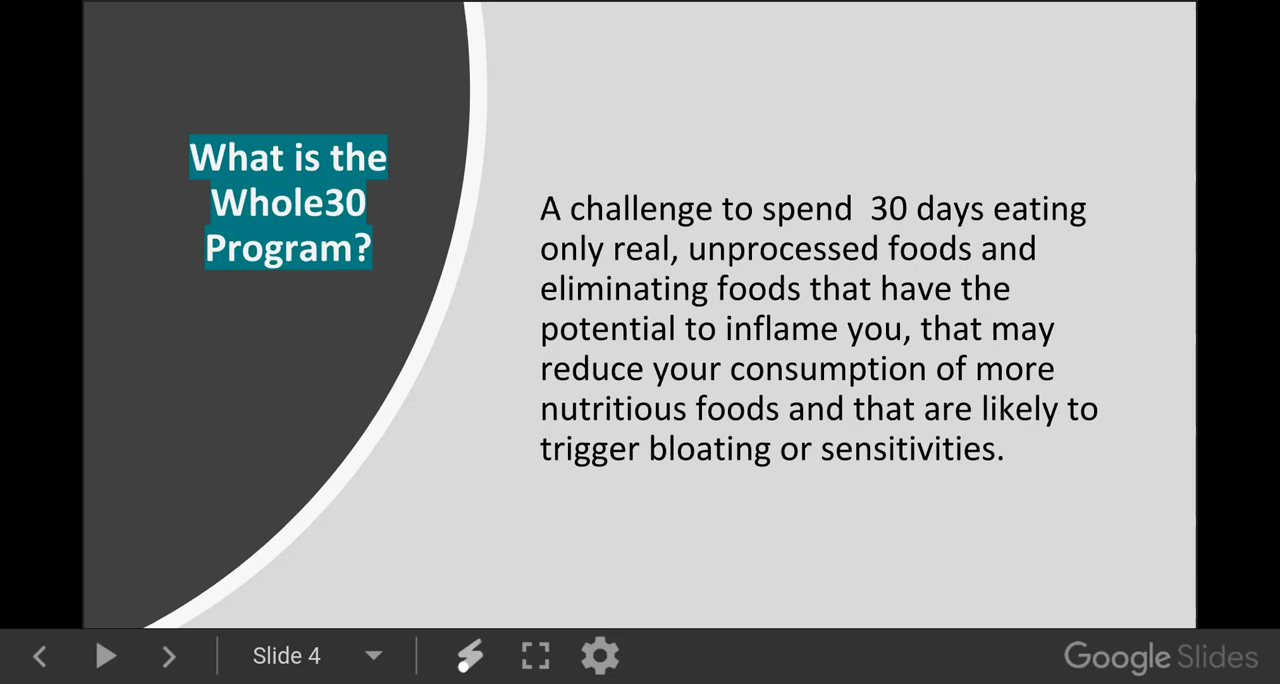 What is the
Whole30
Program?
A challenge to spend  30 days eating
only real, unprocessed foods and
eliminating foods that have the
potential to inflame you, that may
reduce your consumption of more
nutritious foods and that are likely to
trigger bloating or sensitivities.
Slide 4
Google Slides